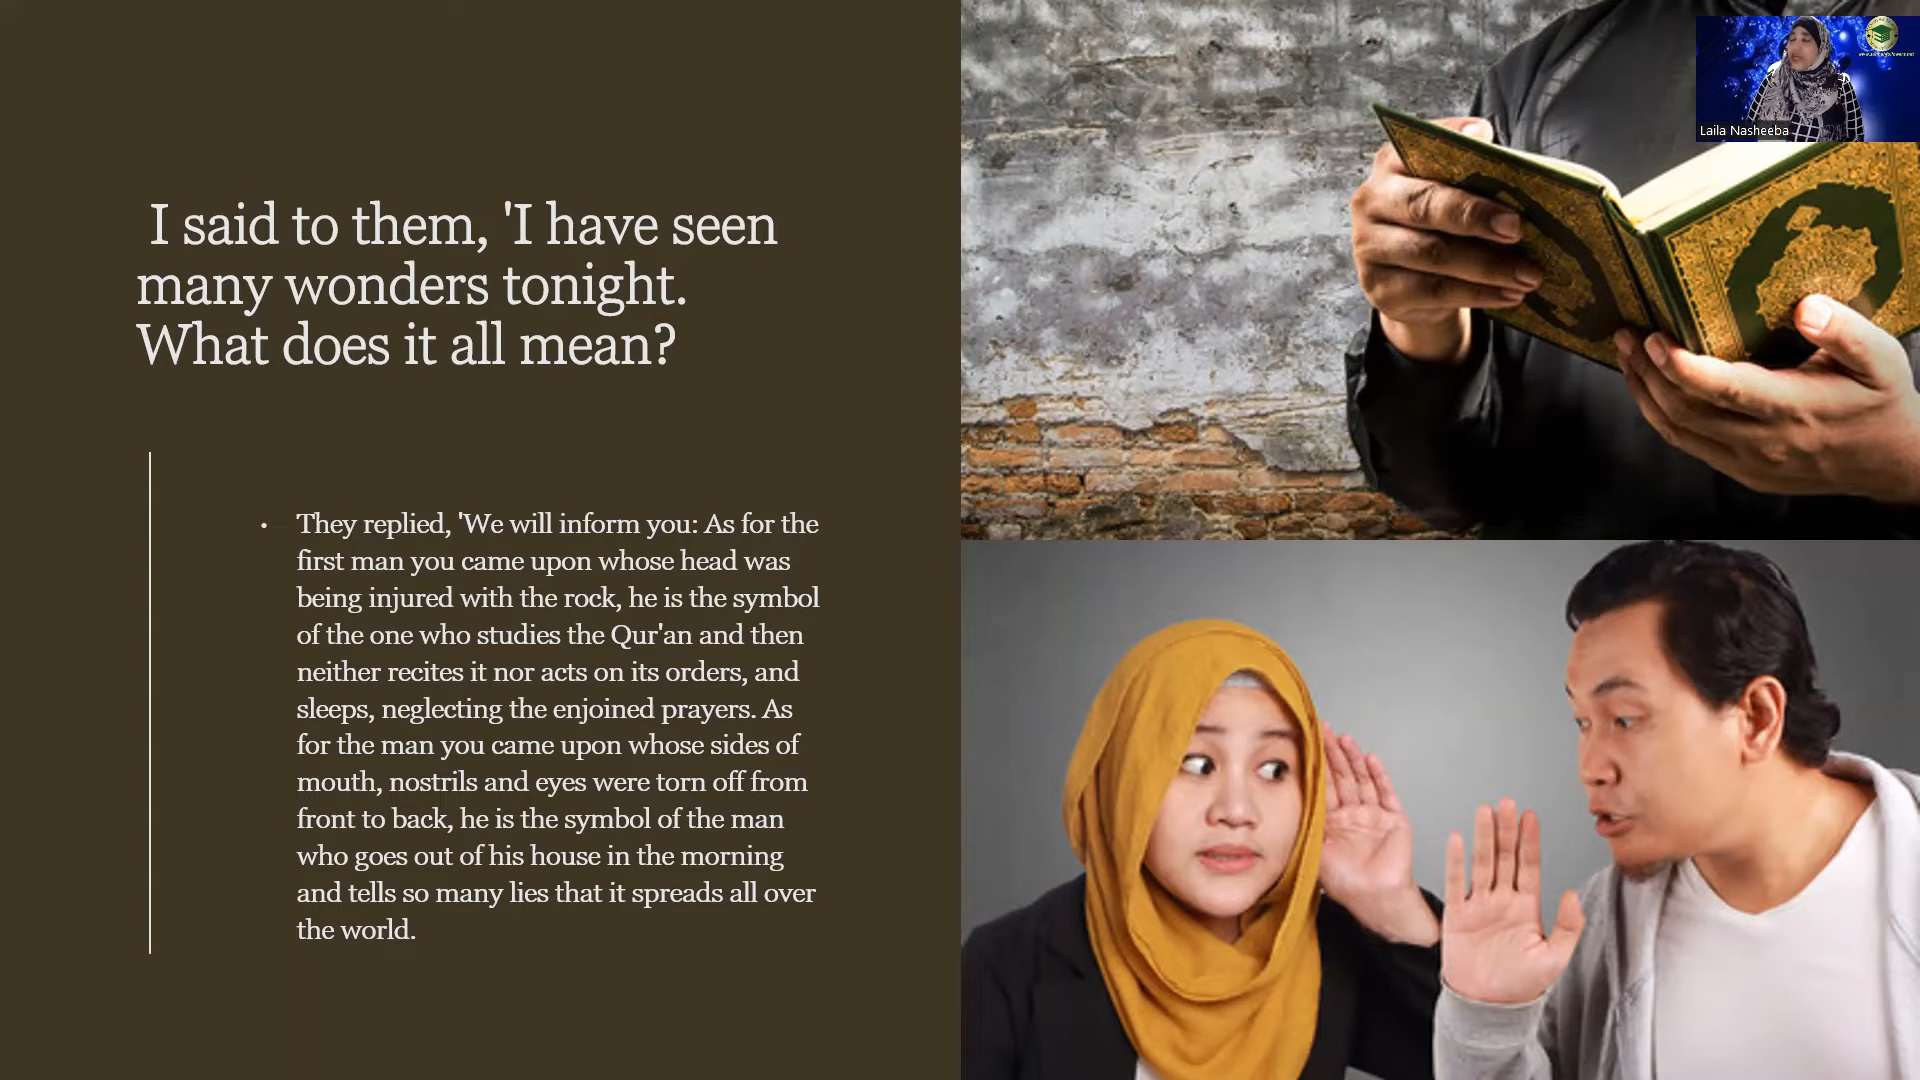 I said to them, 'I have seen
many wonders tonight.
What does it all mean?
• They replied, 'We will inform you: As for the
first man you came upon whose head was
being injured with the rock, he is the symbol
of the one who studies the Qur'an and then
neither recites it nor acts on its orders, and
sleeps, neglecting the enjoined prayers. As
for the man you came upon whose sides of
mouth, nostrils and eyes were torn off from
front to back, he is the symbol of the man
who goes out of his house in the morning
and tells so many lies that it spreads all over
the world.
Laila Nasheeba